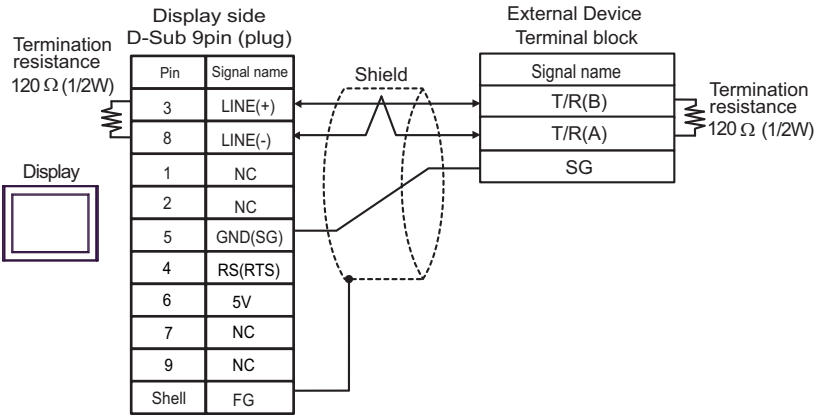 Display side
D-Sub 9pin (plug)
External Device
Terminal block
Termination
resistance
120 Ω (1/2W)
Pin Signal name
Shield
Signal name
3 LINE(+)
T/R(B)
8 LINE(-)
T/R(A)
Termination
resistance
120 Ω (1/2W)
Display
1 NC
SG
2 NC
5 GND(SG)
4 RS(RTS)
6 5V
7 NC
9 NC
Shell FG